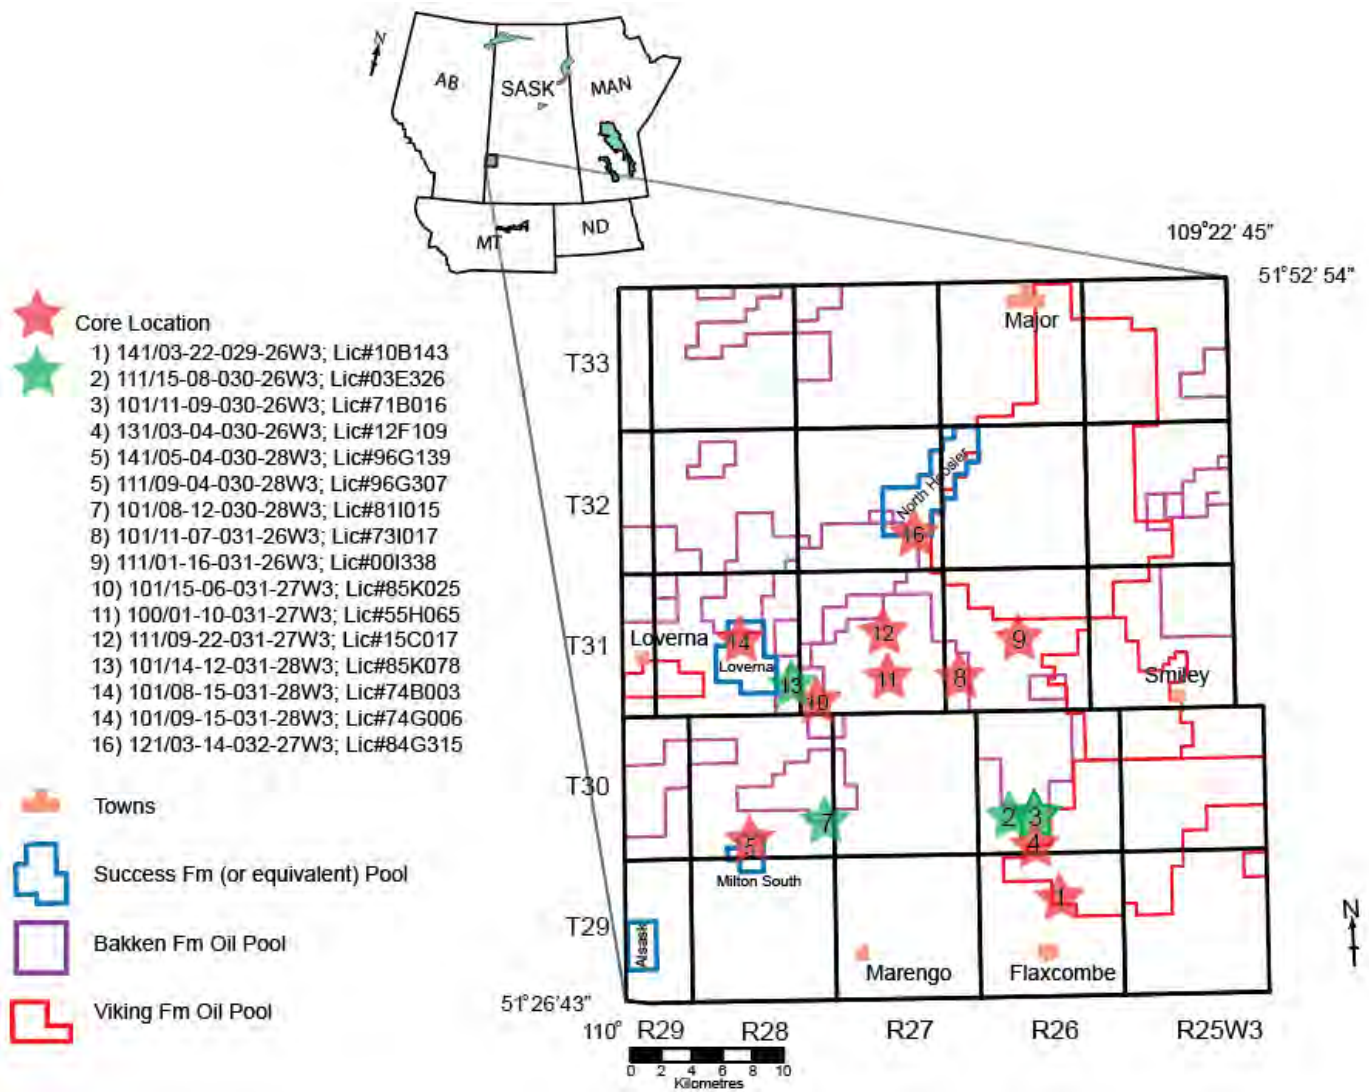 N
AB
SASK
MAN
MT
ND
109°22' 45"
51°52' 54"
Core Location
1) 141/03-22-029-26W3; Lic#10B143
2) 111/15-08-030-26W3; Lic#03E326
3) 101/11-09-030-26W3; Lic#71B016
4) 131/03-04-030-26W3; Lic#12F109
5) 141/05-04-030-28W3; Lic#96G139
5) 111/09-04-030-28W3; Lic#96G307
7) 101/08-12-030-28W3; Lic#81I015
8) 101/11-07-031-26W3; Lic#73I017
9) 111/01-16-031-26W3; Lic#00I338
10) 101/15-06-031-27W3; Lic#85K025
11) 100/01-10-031-27W3; Lic#55H065
12) 111/09-22-031-27W3; Lic#15C017
13) 101/14-12-031-28W3; Lic#85K078
14) 101/08-15-031-28W3; Lic#74B003
14) 101/09-15-031-28W3; Lic#74G006
16) 121/03-14-032-27W3; Lic#84G315
Towns
Success Fm (or equivalent) Pool
Bakken Fm Oil Pool
Viking Fm Oil Pool
Major
T33
North Hoosier
T32
16
T31
Loverna
14
Loverna
13
10
12
11
8
9
Smiley
T30
7
5
2
3
4
Milton South
1
T29
Alsask
Marengo
Flaxcombe
N
51°26'43"
110°
R29
R28
R27
R26
R25W3
0 2 4 6 8 10
Kilometres